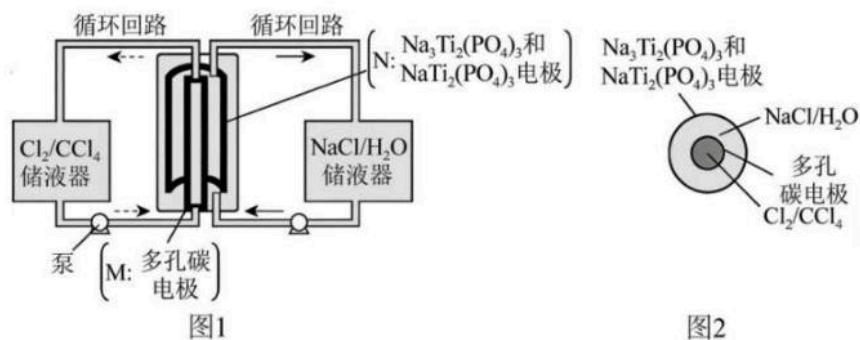 循环回路
循环回路
Cl₂/CCl₄
储液器
NaCl/H₂O
储液器
N: Na₃Ti₂(PO₄)₃和
NaTi₂(PO₄)₃电极
泵
M: 多孔碳
电极
图1
Na₃Ti₂(PO₄)₃和
NaTi₂(PO₄)₃电极
NaCl/H₂O
多孔
碳电极
Cl₂/CCl₄
图2